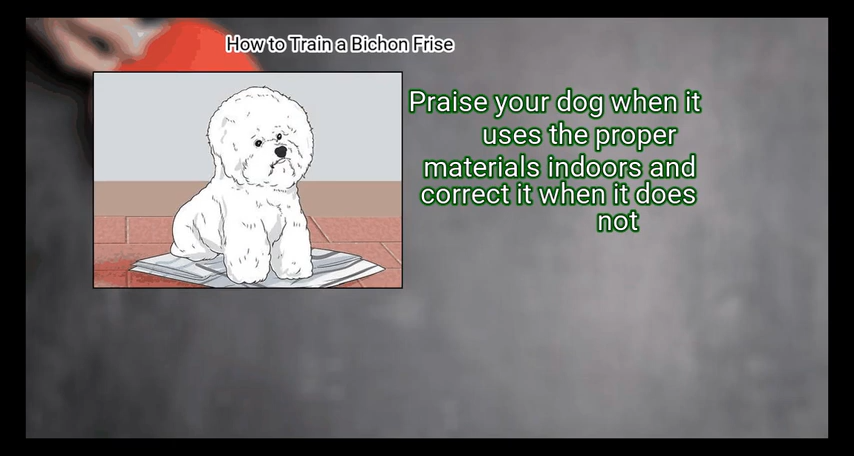 How to Train a Bichon Frise
Praise your dog when it
uses the proper
materials indoors and
correct it when it does
not